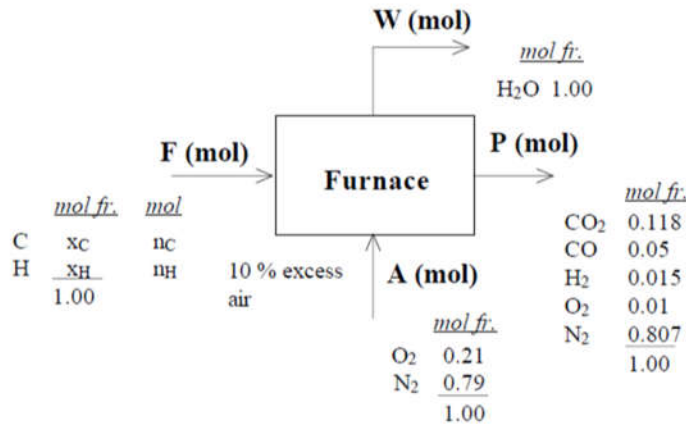 W (mol)
mol fr.
H₂O 1.00
F (mol)
Furnace
P (mol)
mol fr. mol
C xC nC
H xH nH
1.00
10 % excess
air
A (mol)
mol fr.
O₂ 0.21
N₂ 0.79
1.00
mol fr.
CO₂ 0.118
CO 0.05
H₂ 0.015
O₂ 0.01
N₂ 0.807
1.00